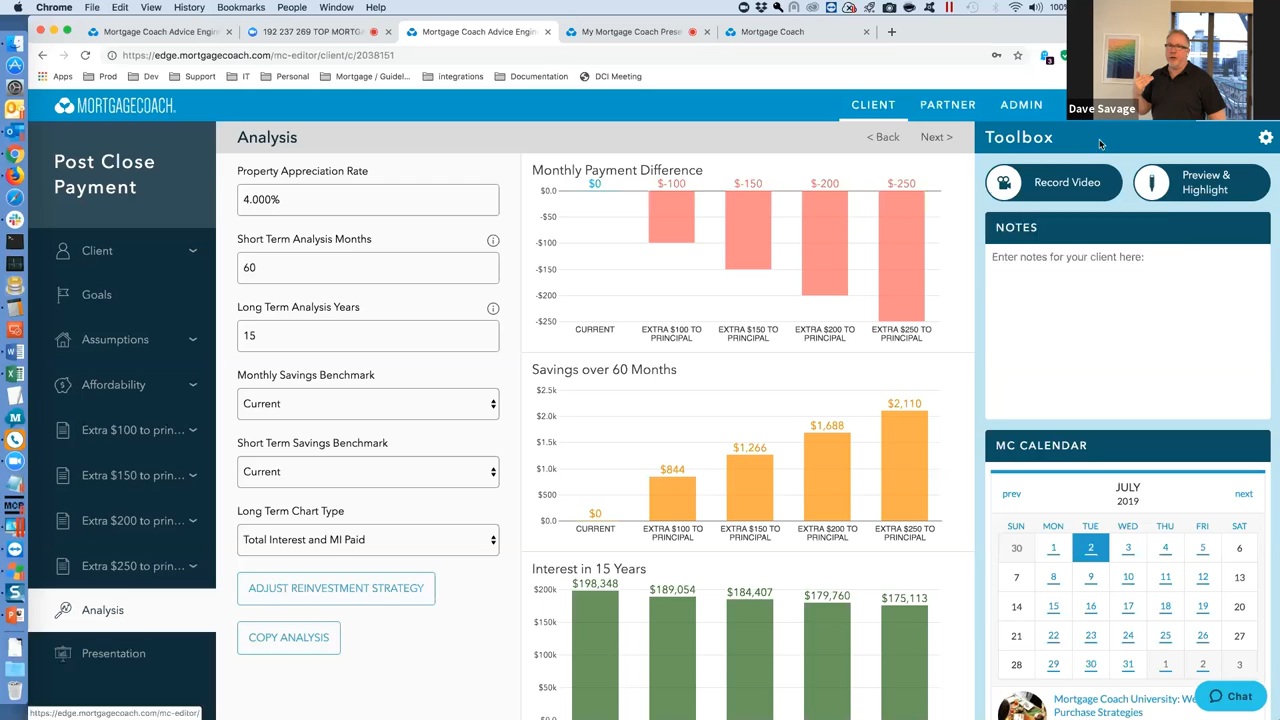 Chrome File Edit View History Bookmarks People Window Help
100%
Mortgage Coach Advice Engin
192 237 269 TOP MORTG
Mortgage Coach Advice Engin
My Mortgage Coach Prese
Mortgage Coach
https://edge.mortgagecoach.com/mc-editor/client/c/2038151
Apps Prod Dev Support IT Personal Mortgage / Guidel... integrations Documentation DCI Meeting
Dave Savage
MORTGAGECOACH
CLIENT PARTNER ADMIN
Post Close
Payment
Client
Goals
Assumptions
Affordability
Extra $100 to prin...
Extra $150 to prin...
Extra $200 to prin...
Extra $250 to prin...
Analysis
Presentation
https://edge.mortgagecoach.com/mc-editor/
Analysis
< Back Next >
Property Appreciation Rate
4.000%
Short Term Analysis Months
60
Long Term Analysis Years
15
Monthly Savings Benchmark
Current
Short Term Savings Benchmark
Current
Long Term Chart Type
Total Interest and MI Paid
ADJUST REINVESTMENT STRATEGY
COPY ANALYSIS
Monthly Payment Difference
$0 $-100 $-150 $-200 $-250
$0.0
-$50
-$100
-$150
-$200
-$250
CURRENT EXTRA $100 TO EXTRA $150 TO EXTRA $200 TO EXTRA $250 TO
PRINCIPAL PRINCIPAL PRINCIPAL PRINCIPAL
Savings over 60 Months
$2.5k
$2.0k
$1.5k
$1.0k
$500
$0.0
$0 $844 $1,266 $1,688 $2,110
CURRENT EXTRA $100 TO EXTRA $150 TO EXTRA $200 TO EXTRA $250 TO
PRINCIPAL PRINCIPAL PRINCIPAL PRINCIPAL
Interest in 15 Years
$198,348 $189,054 $184,407 $179,760 $175,113
$200k
$150k
$100k
$50k
$0.0
Toolbox
Record Video
Preview &
Highlight
NOTES
Enter notes for your client here:
MC CALENDAR
prev JULY next
2019
SUN MON TUE WED THU FRI SAT
30 1 2 3 4 5 6
7 8 9 10 11 12 13
14 15 16 17 18 19 20
21 22 23 24 25 26 27
28 29 30 31 1 2 3
Mortgage Coach University: We
Purchase Strategies
Chat